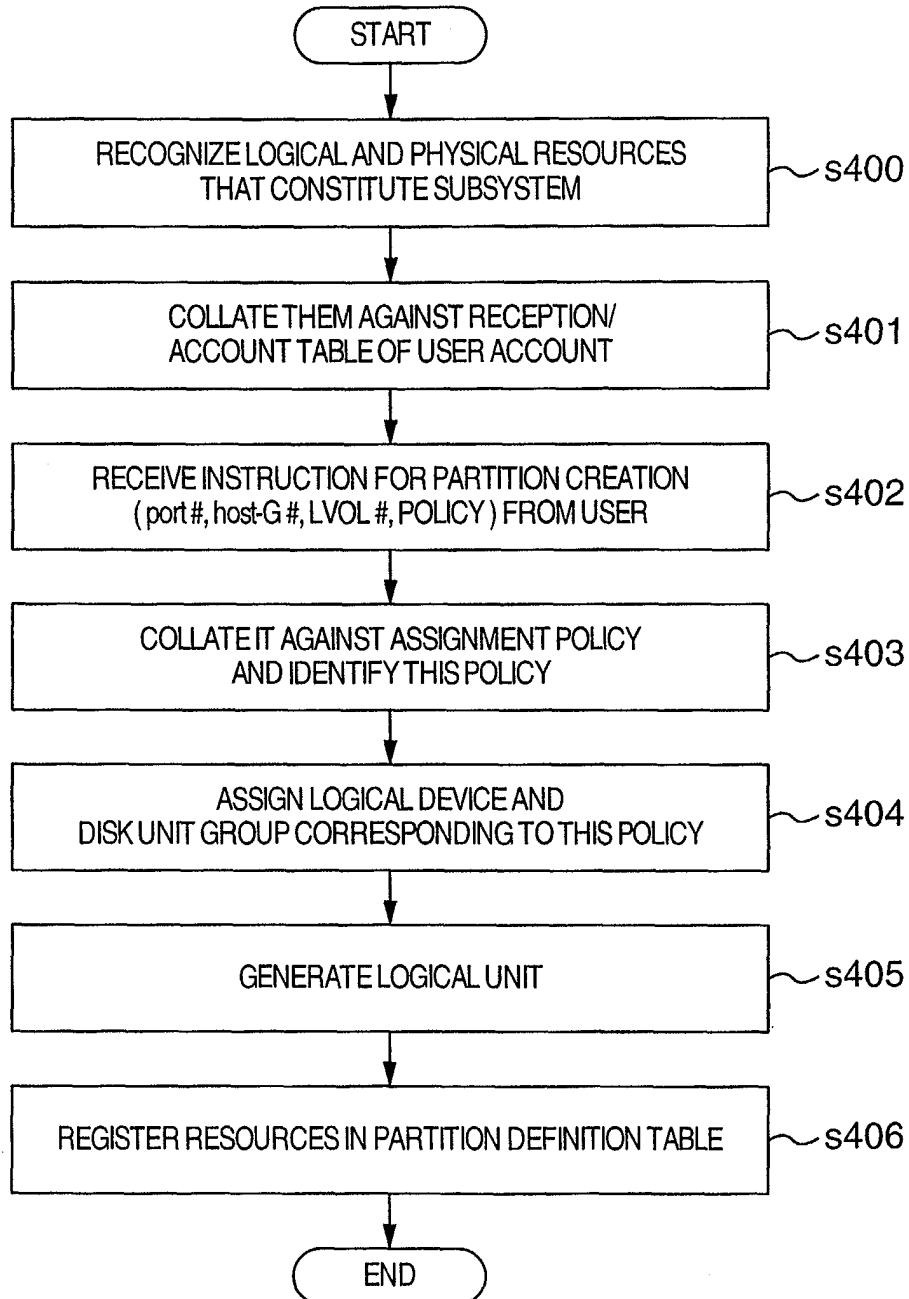 START
RECOGNIZE LOGICAL AND PHYSICAL RESOURCES
THAT CONSTITUTE SUBSYSTEM
s400
COLLATE THEM AGAINST RECEPTION/
ACCOUNT TABLE OF USER ACCOUNT
s401
RECEIVE INSTRUCTION FOR PARTITION CREATION
( port #, host-G #, LVOL #, POLICY ) FROM USER
s402
COLLATE IT AGAINST ASSIGNMENT POLICY
AND IDENTIFY THIS POLICY
s403
ASSIGN LOGICAL DEVICE AND
DISK UNIT GROUP CORRESPONDING TO THIS POLICY
s404
GENERATE LOGICAL UNIT
s405
REGISTER RESOURCES IN PARTITION DEFINITION TABLE
s406
END